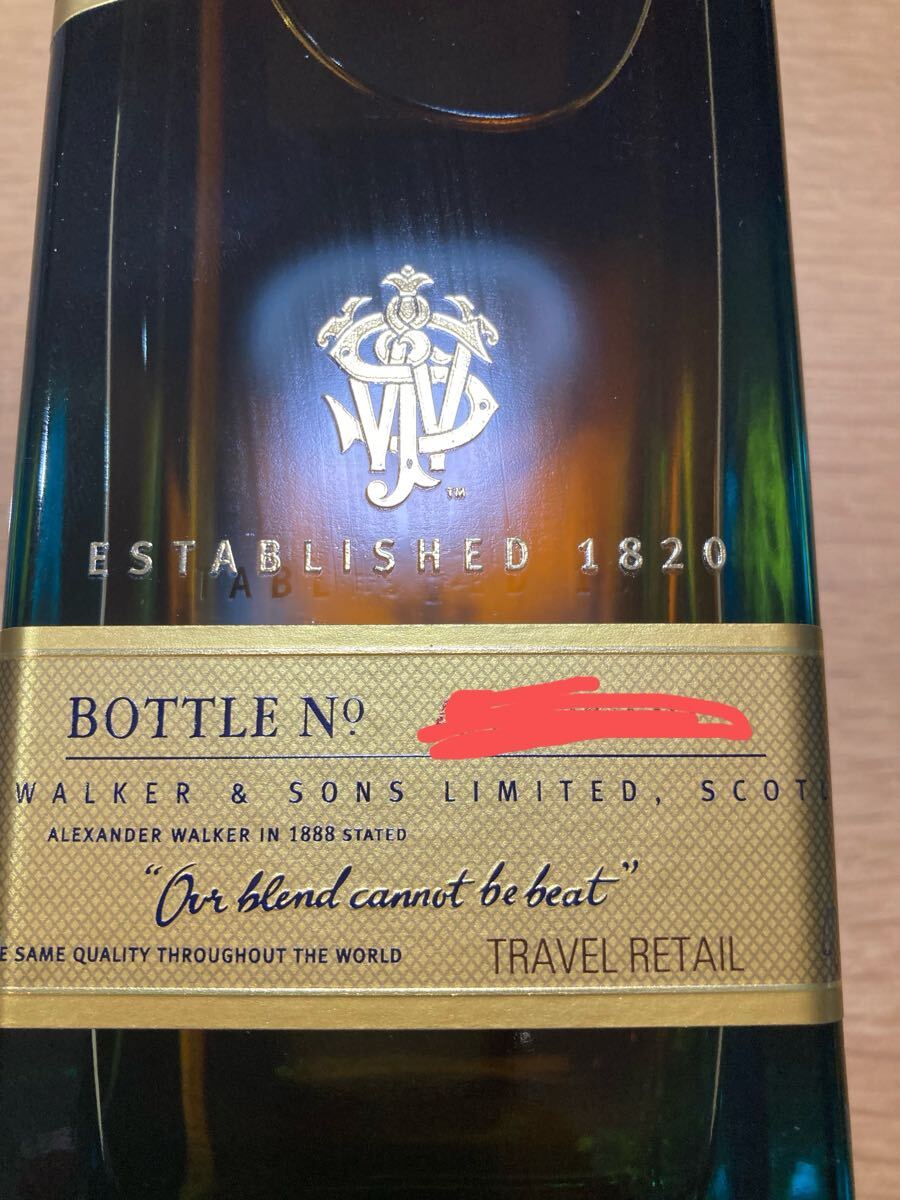 TM
ESTABLISHED 1820
BOTTLE Nº
WALKER & SONS LIMITED, SCOTL
ALEXANDER WALKER IN 1888 STATED
"Our blend cannot be beat"
E SAME QUALITY THROUGHOUT THE WORLD
TRAVEL RETAIL